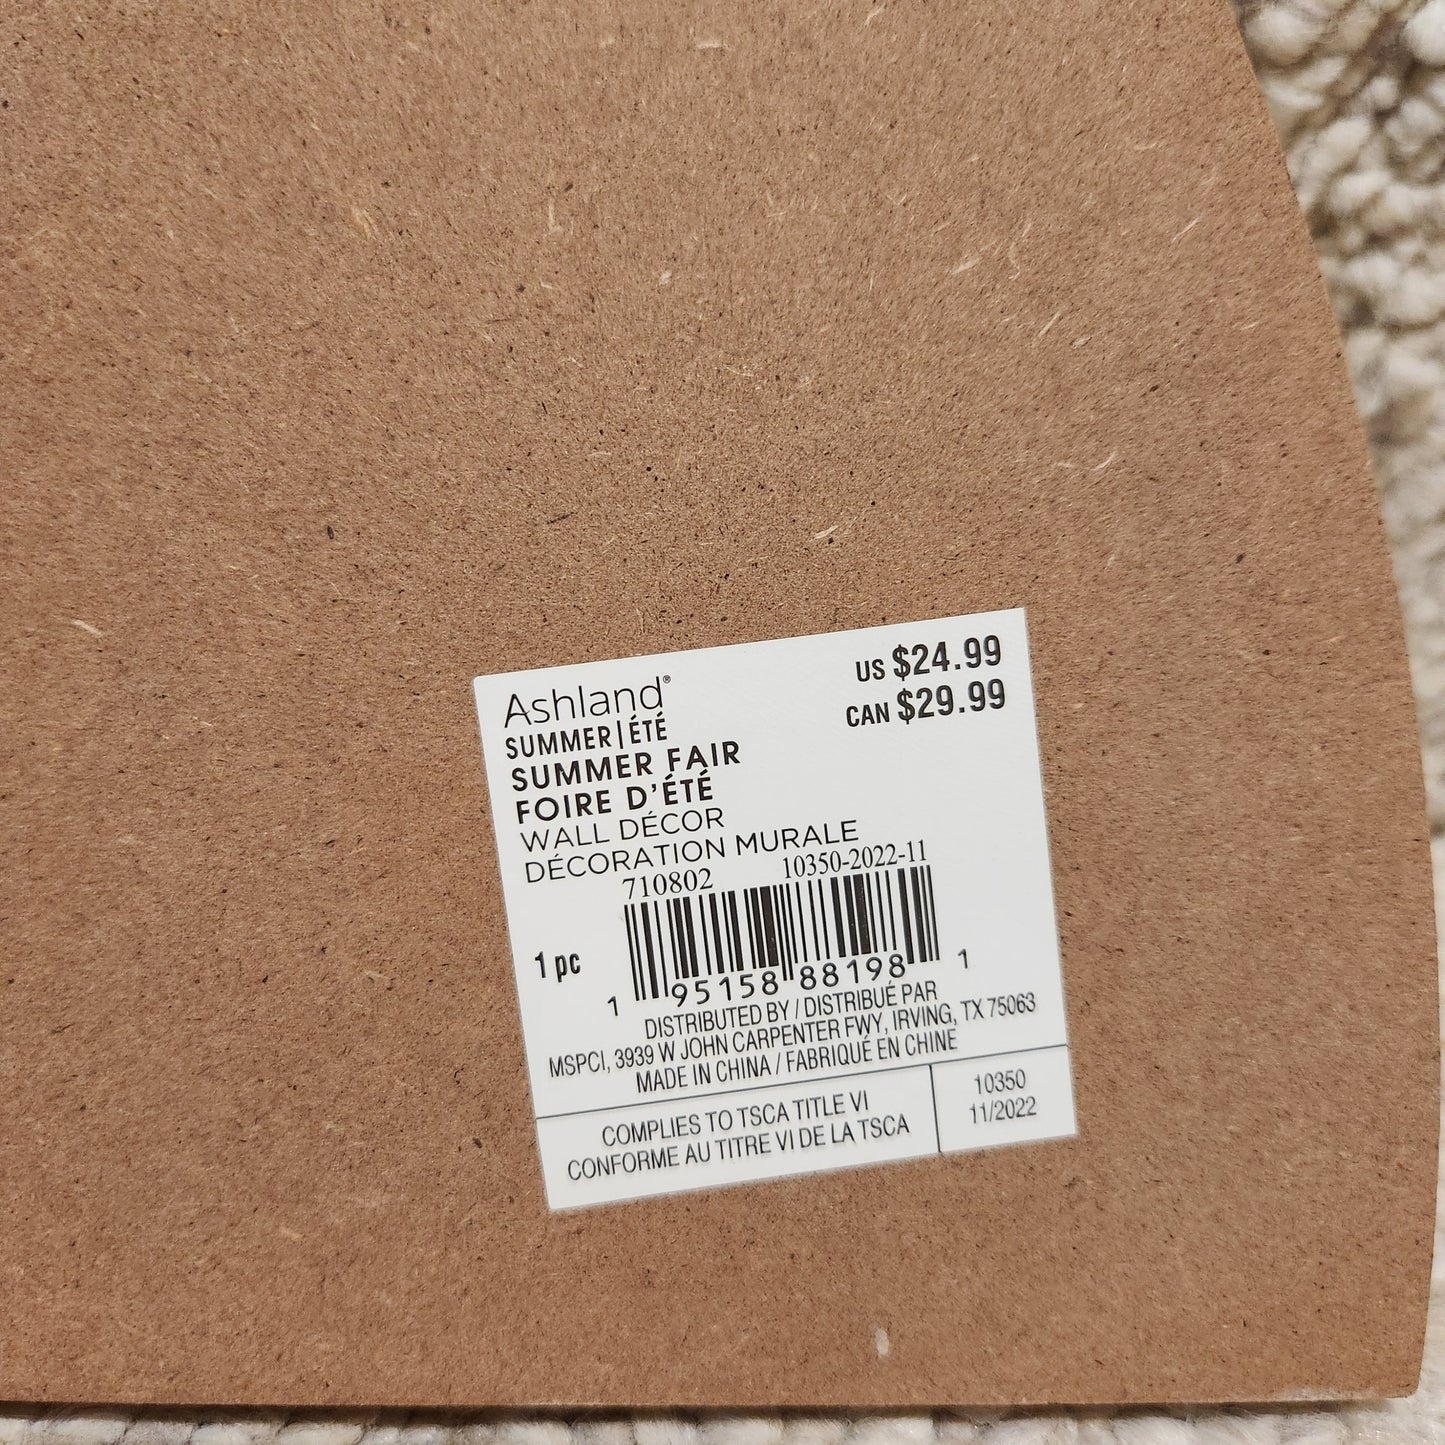 Ashland®
SUMMER|ÉTÉ
SUMMER FAIR
FOIRE D'ÉTÉ
WALL DÉCOR
DÉCORATION MURALE
US $24.99
CAN $29.99
710802 10350-2022-11
1 pc
1 95158 88198 1
DISTRIBUTED BY / DISTRIBUÉ PAR
MSPCI, 3939 W JOHN CARPENTER FWY, IRVING, TX 75063
MADE IN CHINA / FABRIQUÉ EN CHINE
COMPLIES TO TSCA TITLE VI
CONFORME AU TITRE VI DE LA TSCA
10350
11/2022